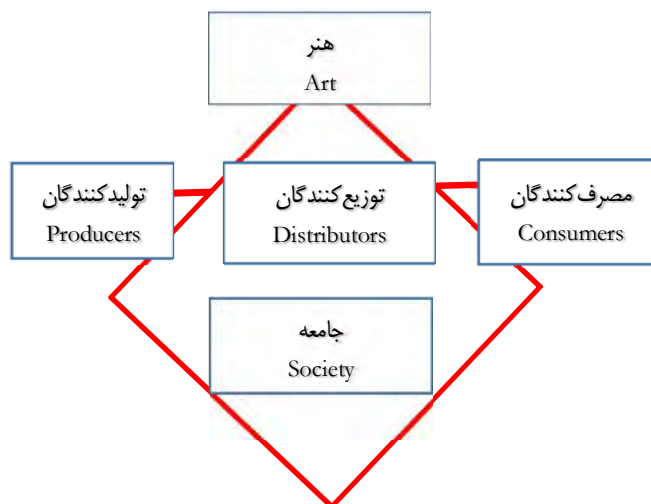 هنر
Art
تولیدکنندگان
Producers
توزیع‌کنندگان
Distributors
مصرف‌کنندگان
Consumers
جامعه
Society